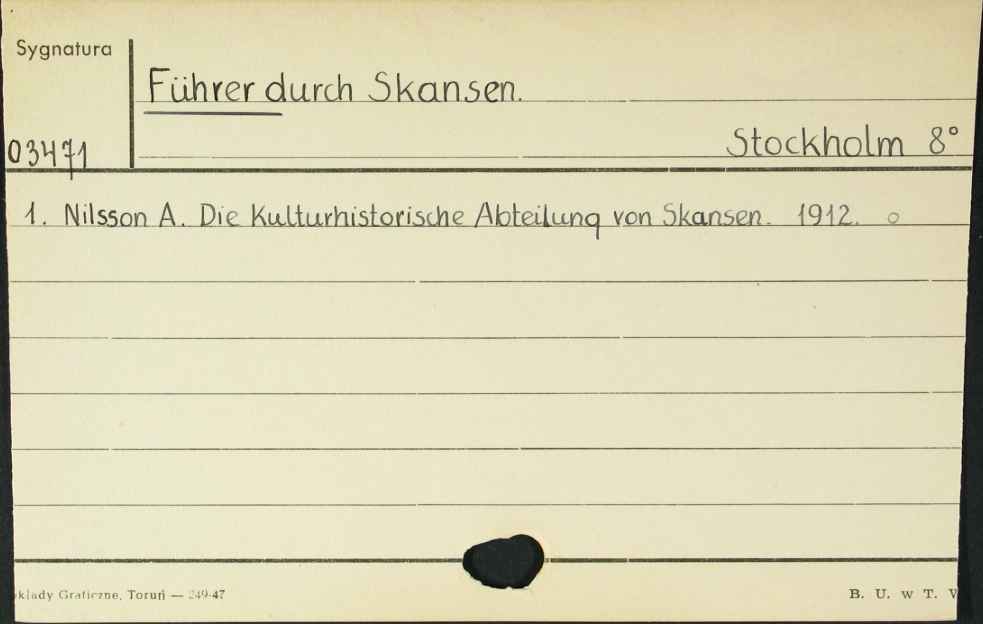 Sygnatura
Führer durch Skansen.
03471
Stockholm 8°
1. Nilsson A. Die Kulturhistorische Abteilung von Skansen. 1912. o
kłady Graficzne, Toruń — 249-47
B. U. w T. V